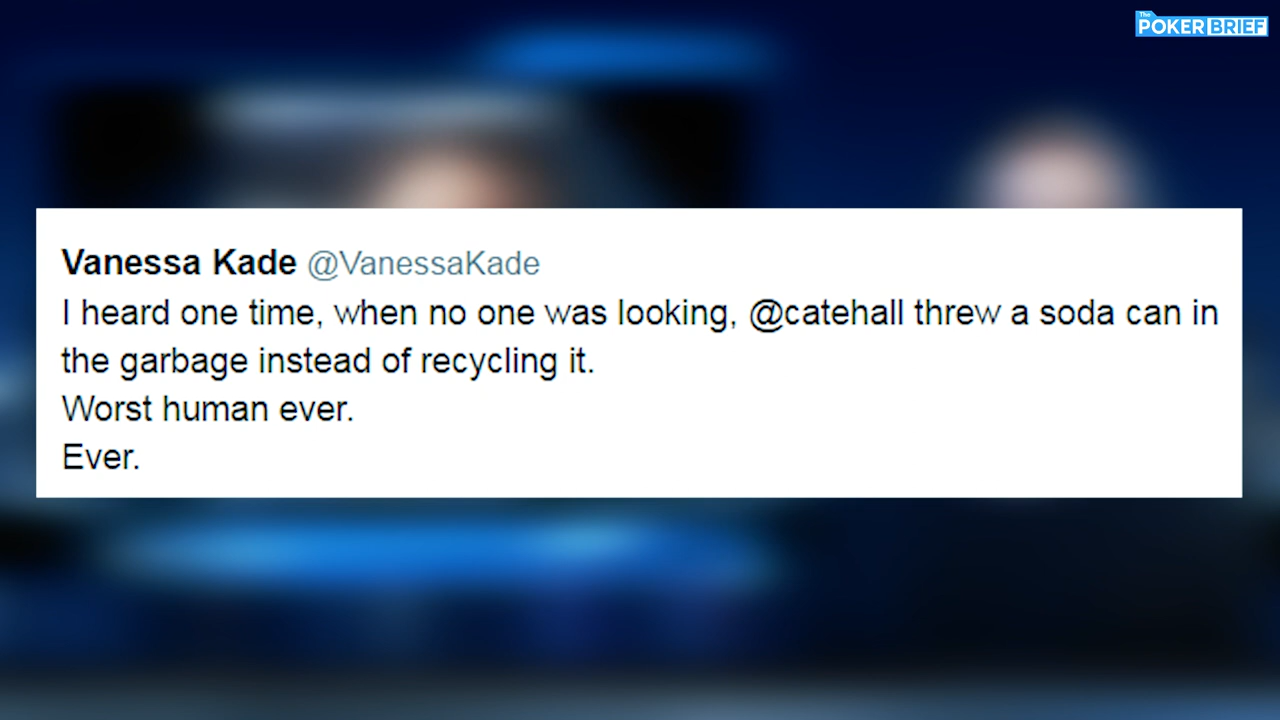 The
POKER BRIEF
Vanessa Kade @VanessaKade
I heard one time, when no one was looking, @catehall threw a soda can in
the garbage instead of recycling it.
Worst human ever.
Ever.